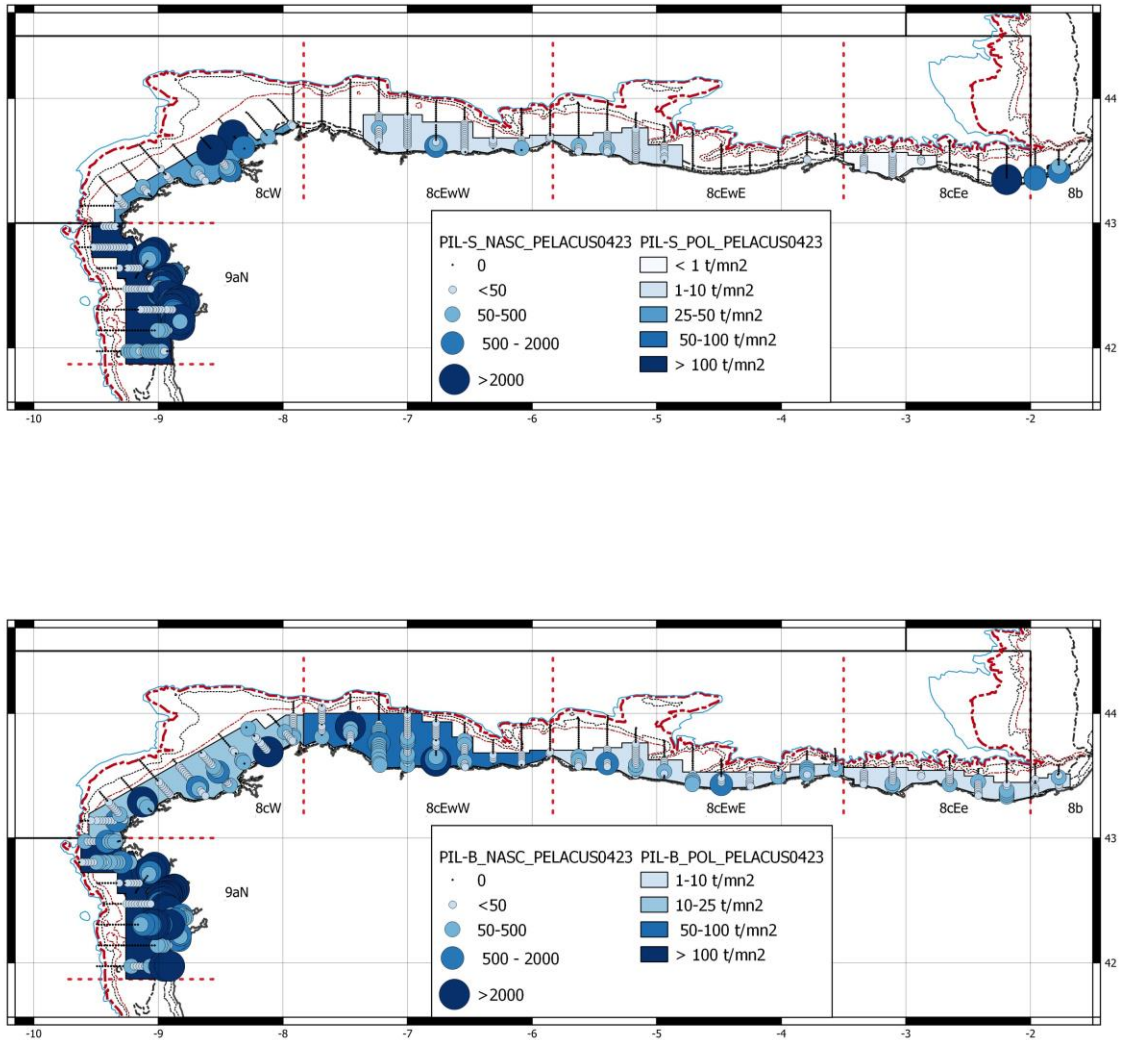 44
8cW
8cEwW
8cEwE
8cEe
8b
43
9aN
42
PIL-S_NASC_PELACUS0423 PIL-S_POL_PELACUS0423
0 < 1 t/mn2
<50 1-10 t/mn2
50-500 25-50 t/mn2
500 - 2000 50-100 t/mn2
>2000 > 100 t/mn2
-10 -9 -8 -7 -6 -5 -4 -3 -2
44
8cW
8cEwW
8cEwE
8cEe
8b
43
9aN
42
PIL-B_NASC_PELACUS0423 PIL-B_POL_PELACUS0423
0 1-10 t/mn2
<50 10-25 t/mn2
50-500 50-100 t/mn2
500 - 2000 > 100 t/mn2
>2000
-10 -9 -8 -7 -6 -5 -4 -3 -2